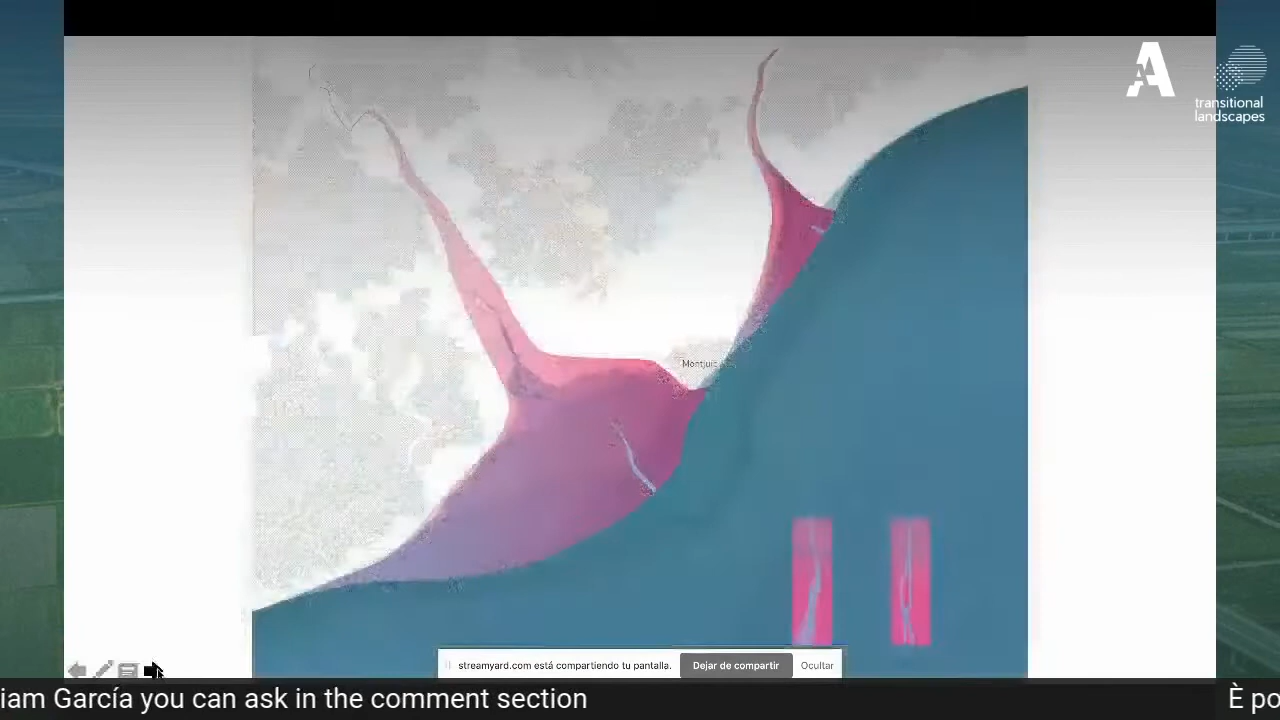 A
transitional
landscapes
Montjuïc
streamyard.com está compartiendo tu pantalla.
Dejar de compartir
Ocultar
iam García you can ask in the comment section
È po